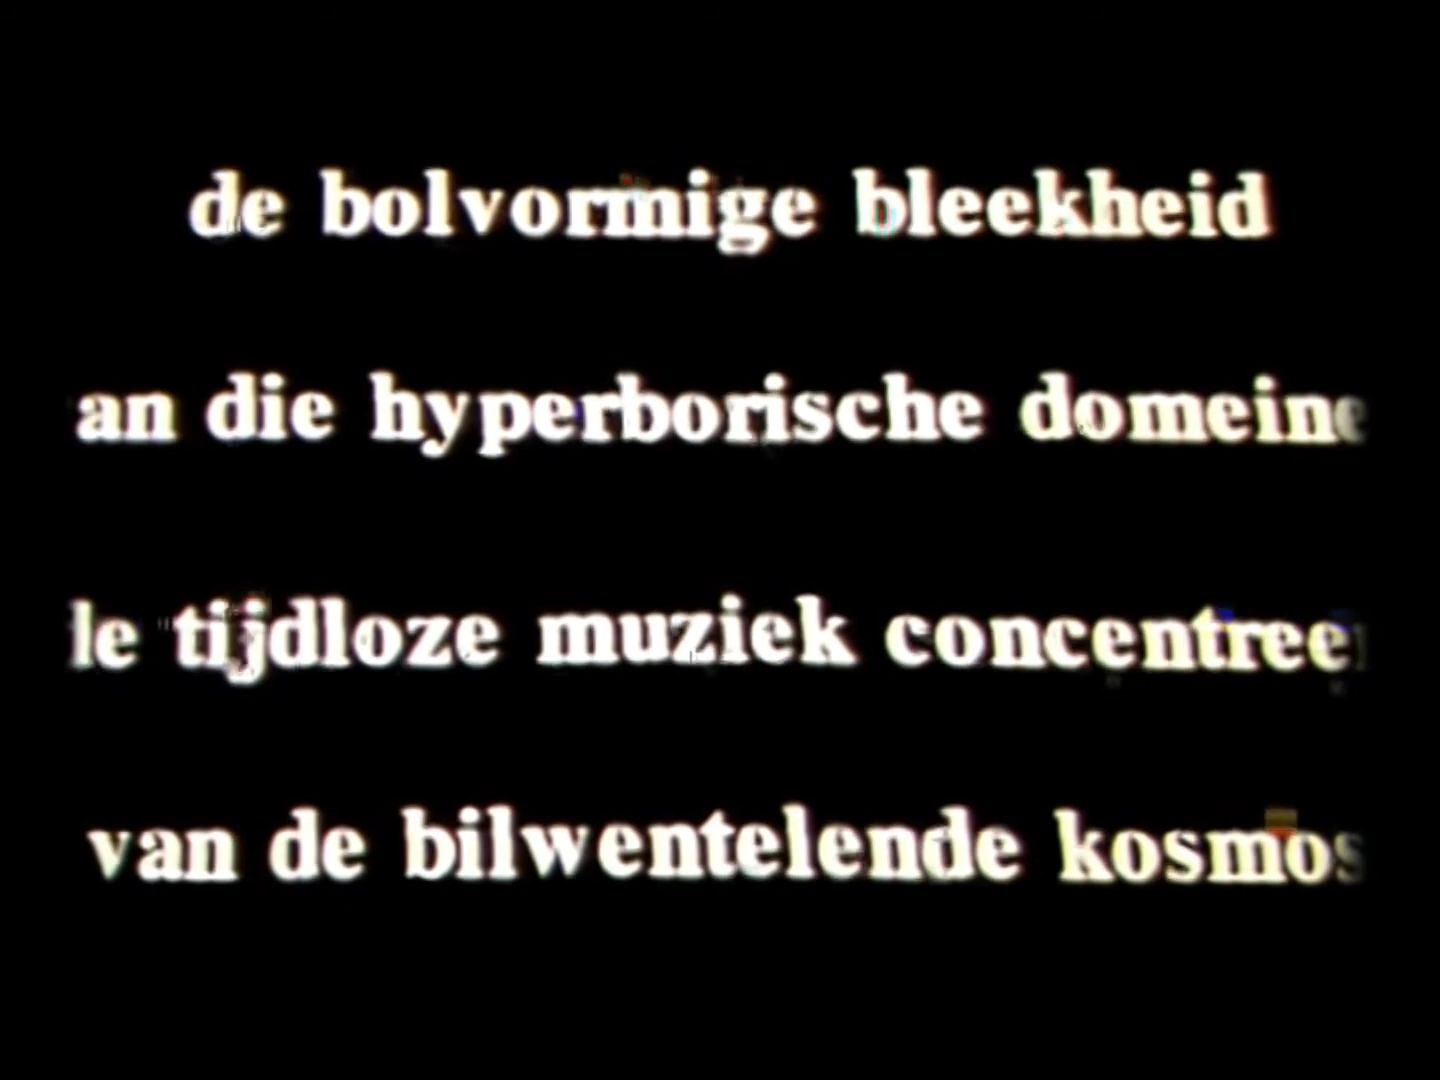 de bolvormige bleekheid
an die hyperborische domeine
le tijdloze muziek concentree
van de bilwentelende kosmos